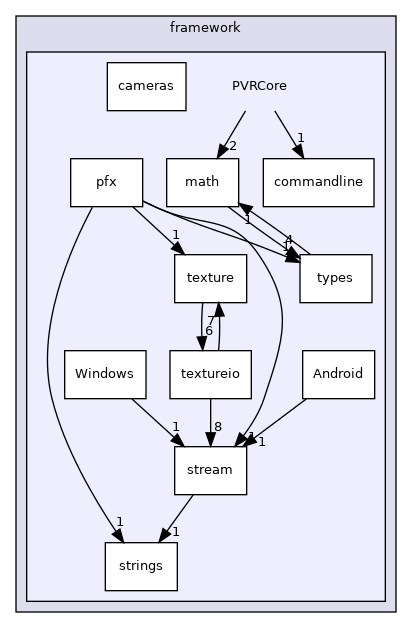 framework
cameras
PVRCore
2
1
pfx
math
commandline
1
1
4
1
texture
types
7
6
Windows
textureio
Android
1
8
1
1
stream
1
1
strings